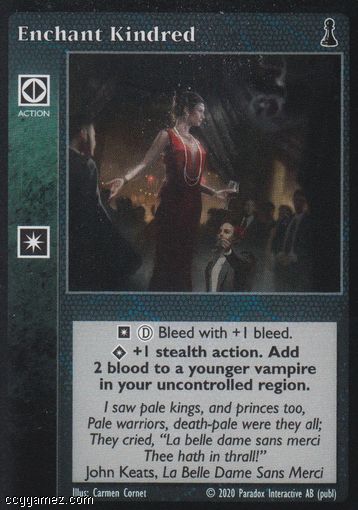 Enchant Kindred
ACTION
D Bleed with +1 bleed.
+1 stealth action. Add
2 blood to a younger vampire
in your uncontrolled region.
I saw pale kings, and princes too,
Pale warriors, death-pale were they all;
They cried, “La belle dame sans merci
Thee hath in thrall!”
John Keats, La Belle Dame Sans Merci
Illus: Carmen Cornet
© 2020 Paradox Interactive AB (publ)
ccggamez.com